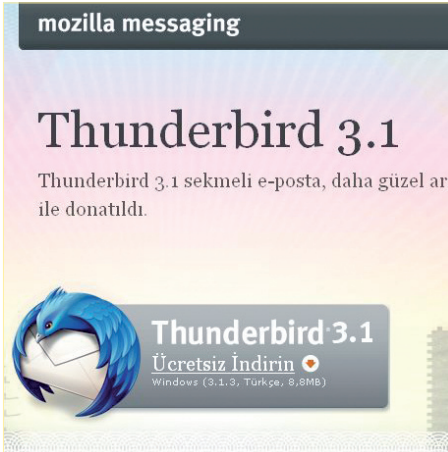 mozilla messaging
Thunderbird 3.1
Thunderbird 3.1 sekmeli e-posta, daha güzel ar
ile donatıldı.
Thunderbird 3.1
Ücretsiz İndirin
Windows (3.1.3, Türkçe, 8,8MB)